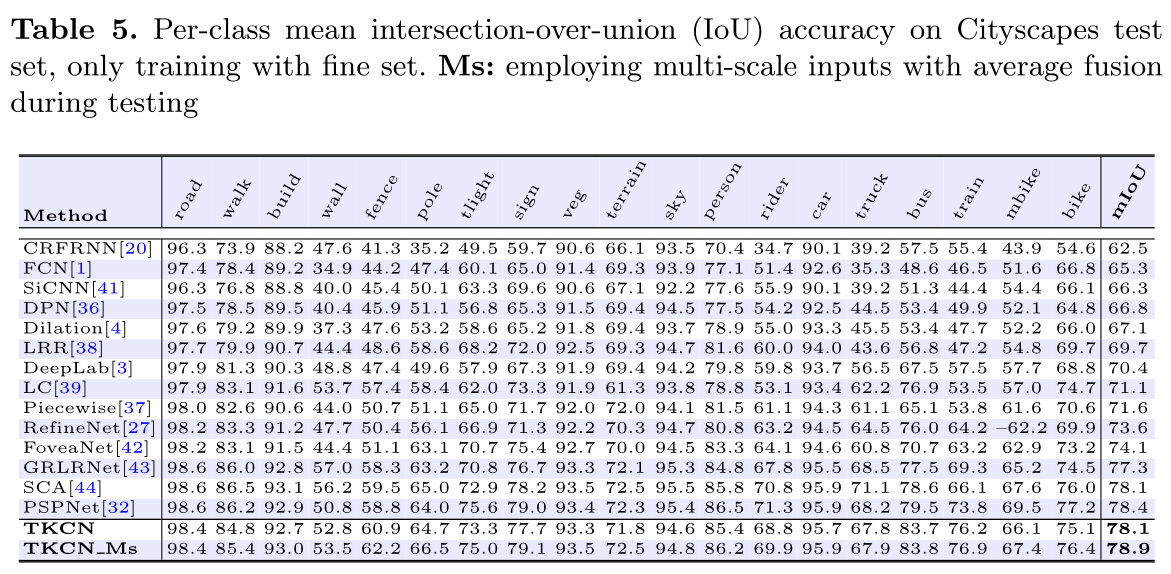 Table 5. Per-class mean intersection-over-union (IoU) accuracy on Cityscapes test
set, only training with fine set. Ms: employing multi-scale inputs with average fusion
during testing
Method road walk build wall fence pole tlight sign veg terrain sky person rider car truck bus train mbike bike mIoU
CRFRNN[20] 96.3 73.9 88.2 47.6 41.3 35.2 49.5 59.7 90.6 66.1 93.5 70.4 34.7 90.1 39.2 57.5 55.4 43.9 54.6 62.5
FCN[1] 97.4 78.4 89.2 34.9 44.2 47.4 60.1 65.0 91.4 69.3 93.9 77.1 51.4 92.6 35.3 48.6 46.5 51.6 66.8 65.3
SiCNN[41] 96.3 76.8 88.8 40.0 45.4 50.1 63.3 69.6 90.6 67.1 92.2 77.6 55.9 90.1 39.2 51.3 44.4 54.4 66.1 66.3
DPN[36] 97.5 78.5 89.5 40.4 45.9 51.1 56.8 65.3 91.5 69.4 94.5 77.5 54.2 92.5 44.5 53.4 49.9 52.1 64.8 66.8
Dilation[4] 97.6 79.2 89.9 37.3 47.6 53.2 58.6 65.2 91.8 69.4 93.7 78.9 55.0 93.3 45.5 53.4 47.7 52.2 66.0 67.1
LRR[38] 97.7 79.9 90.7 44.4 48.6 58.6 68.2 72.0 92.5 69.3 94.7 81.6 60.0 94.0 43.6 56.8 47.2 54.8 69.7 69.7
DeepLab[3] 97.9 81.3 90.3 48.8 47.4 49.6 57.9 67.3 91.9 69.4 94.2 79.8 59.8 93.7 56.5 67.5 57.5 57.7 68.8 70.4
LC[39] 97.9 83.1 91.6 53.7 57.4 58.4 62.0 73.3 91.9 61.3 93.8 78.8 53.1 93.4 62.2 76.9 53.5 57.0 74.7 71.1
Piecewise[37] 98.0 82.6 90.6 44.0 50.7 51.1 65.0 71.7 92.0 72.0 94.1 81.5 61.1 94.3 61.1 65.1 53.8 61.6 70.6 71.6
RefineNet[27] 98.2 83.3 91.2 47.7 50.4 56.1 66.9 71.3 92.2 70.3 94.7 80.8 63.2 94.5 64.5 76.0 64.2 –62.2 69.9 73.6
FoveaNet[42] 98.2 83.1 91.5 44.4 51.1 63.1 70.7 75.4 92.7 70.0 94.5 83.3 64.1 94.6 60.8 70.7 63.2 62.9 73.2 74.1
GRLRNet[43] 98.6 86.0 92.8 57.0 58.3 63.2 70.8 76.7 93.3 72.1 95.3 84.8 67.8 95.5 68.5 77.5 69.3 65.2 74.5 77.3
SCA[44] 98.6 86.5 93.1 56.2 59.5 65.0 72.9 78.2 93.5 72.5 95.5 85.8 70.8 95.9 71.1 78.6 66.1 67.6 76.0 78.1
PSPNet[32] 98.6 86.2 92.9 50.8 58.8 64.0 75.6 79.0 93.4 72.3 95.4 86.5 71.3 95.9 68.2 79.5 73.8 69.5 77.2 78.4
TKCN 98.4 84.8 92.7 52.8 60.9 64.7 73.3 77.7 93.3 71.8 94.6 85.4 68.8 95.7 67.8 83.7 76.2 66.1 75.1 78.1
TKCN_Ms 98.4 85.4 93.0 53.5 62.2 66.5 75.0 79.1 93.5 72.5 94.8 86.2 69.9 95.9 67.9 83.8 76.9 67.4 76.4 78.9